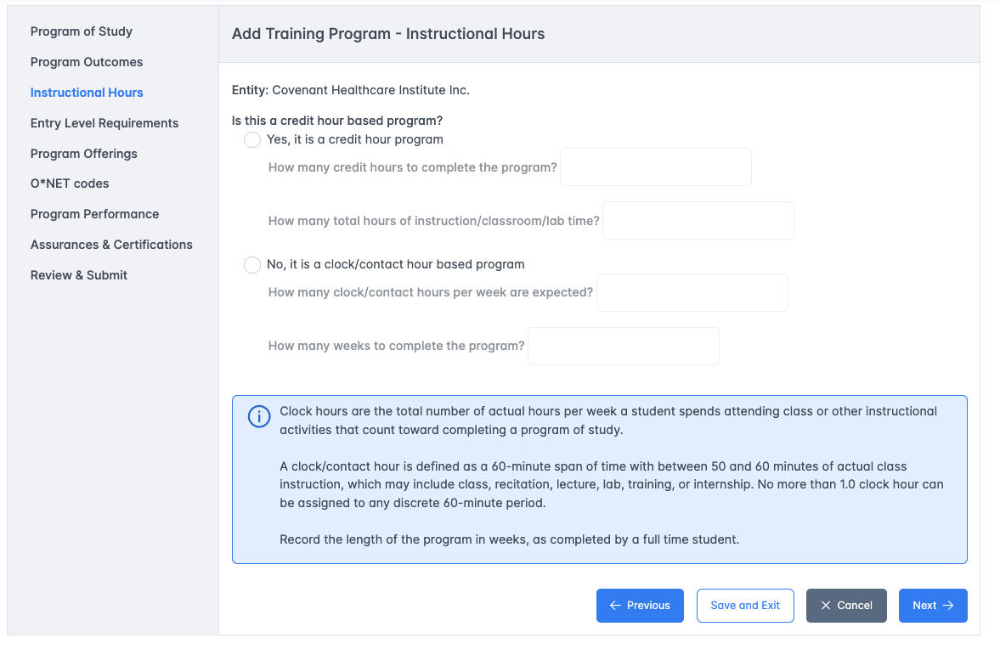 Program of Study
Program Outcomes
Instructional Hours
Entry Level Requirements
Program Offerings
O*NET codes
Program Performance
Assurances & Certifications
Review & Submit
Add Training Program - Instructional Hours
Entity: Covenant Healthcare Institute Inc.
Is this a credit hour based program?
Yes, it is a credit hour program
How many credit hours to complete the program?
How many total hours of instruction/classroom/lab time?
No, it is a clock/contact hour based program
How many clock/contact hours per week are expected?
How many weeks to complete the program?
Clock hours are the total number of actual hours per week a student spends attending class or other instructional
activities that count toward completing a program of study.
A clock/contact hour is defined as a 60-minute span of time with between 50 and 60 minutes of actual class
instruction, which may include class, recitation, lecture, lab, training, or internship. No more than 1.0 clock hour can
be assigned to any discrete 60-minute period.
Record the length of the program in weeks, as completed by a full time student.
Previous
Save and Exit
Cancel
Next